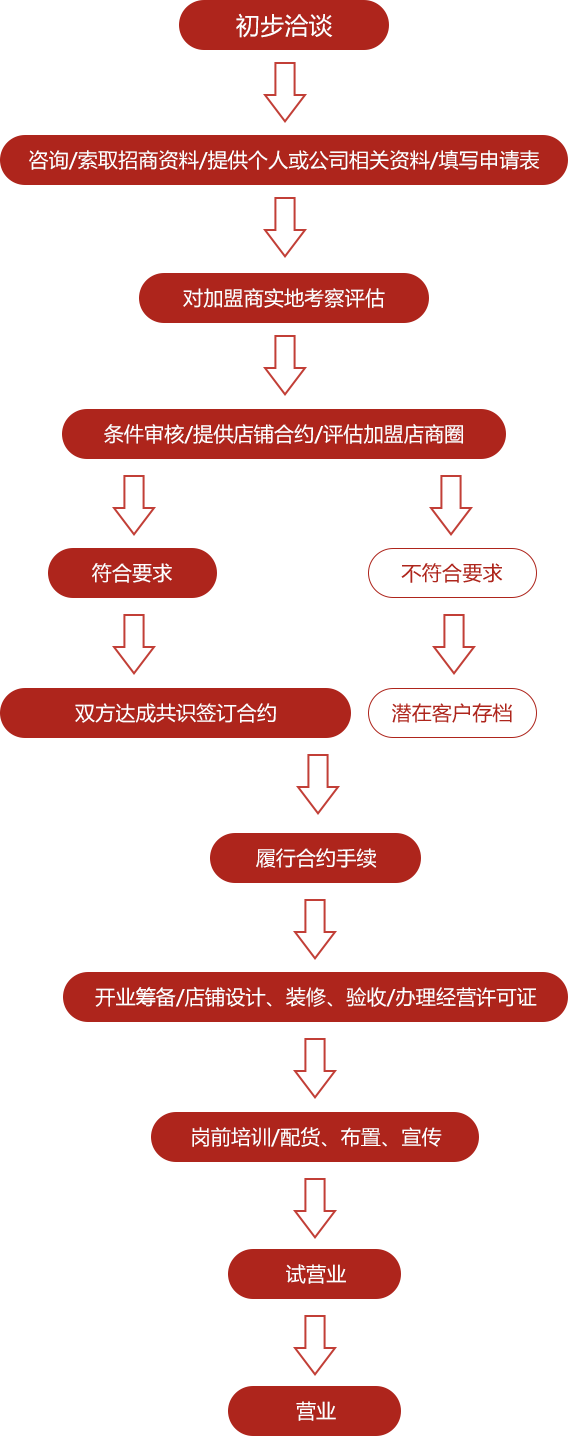 初步洽谈
咨询/索取招商资料/提供个人或公司相关资料/填写申请表
对加盟商实地考察评估
条件审核/提供店铺合约/评估加盟店商圈
符合要求
不符合要求
双方达成共识签订合约
潜在客户存档
履行合约手续
开业筹备/店铺设计、装修、验收/办理经营许可证
岗前培训/配货、布置、宣传
试营业
营业